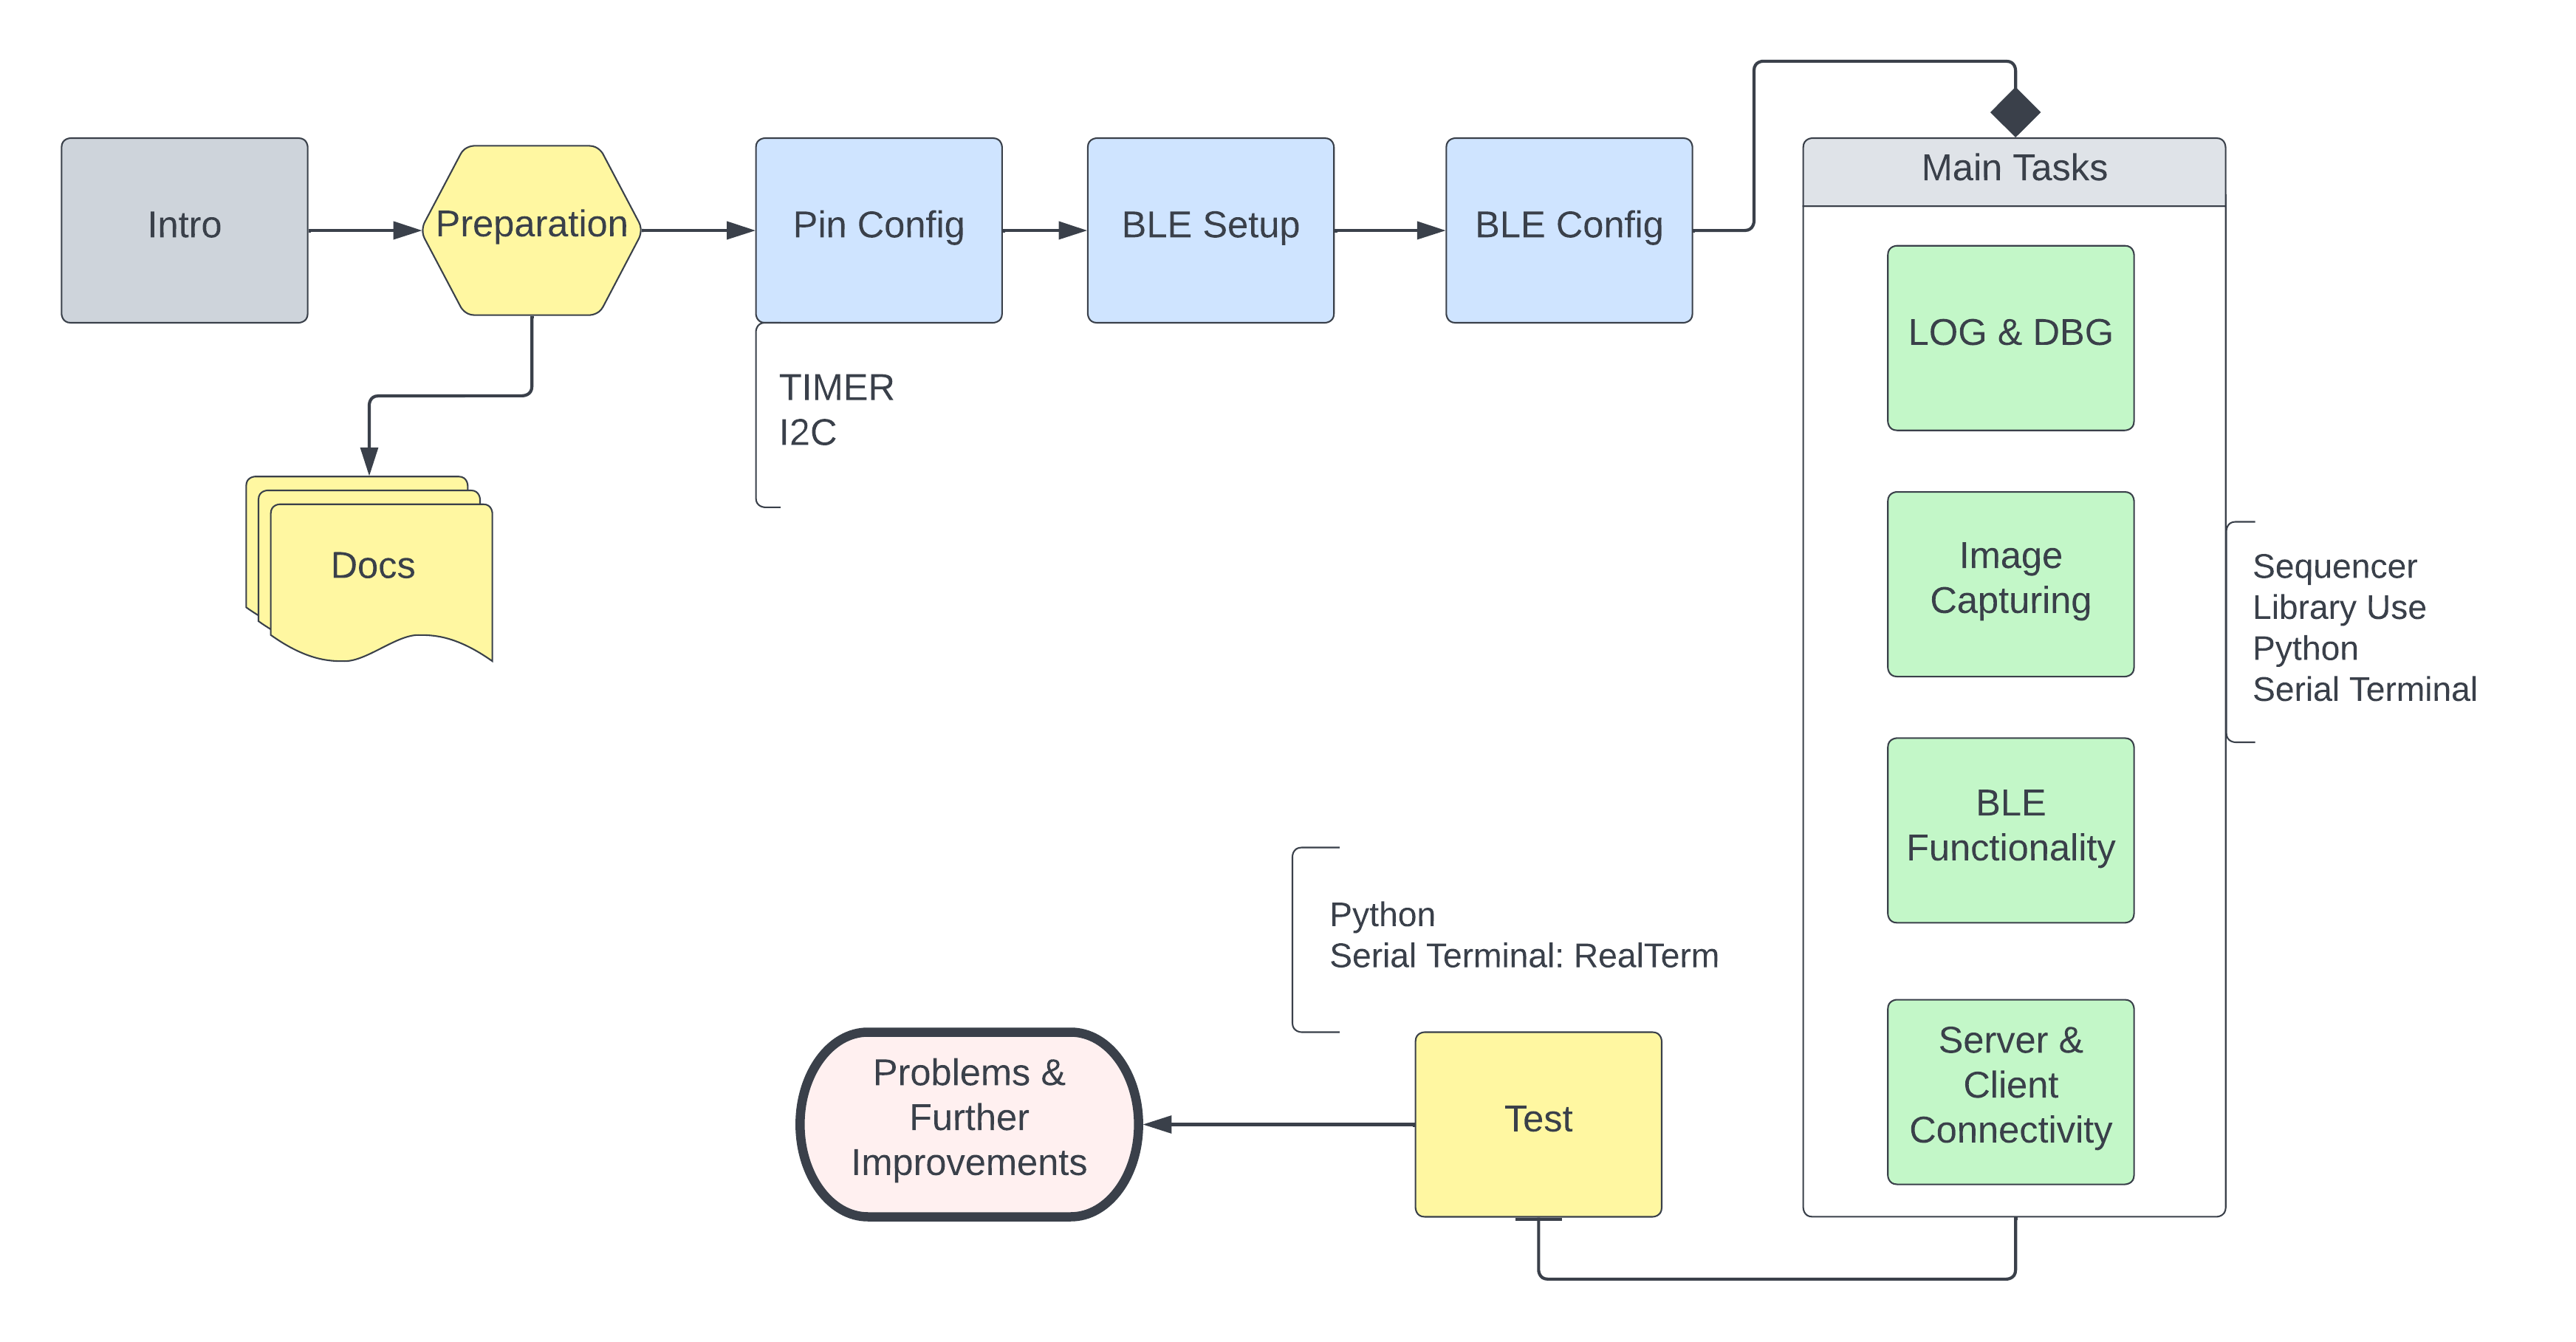 Intro
Preparation
Pin Config
BLE Setup
BLE Config
Main Tasks
LOG & DBG
TIMER
I2C
Docs
Image
Capturing
Sequencer
Library Use
Python
Serial Terminal
BLE
Functionality
Python
Serial Terminal: RealTerm
Server &
Client
Connectivity
Test
Problems &
Further
Improvements